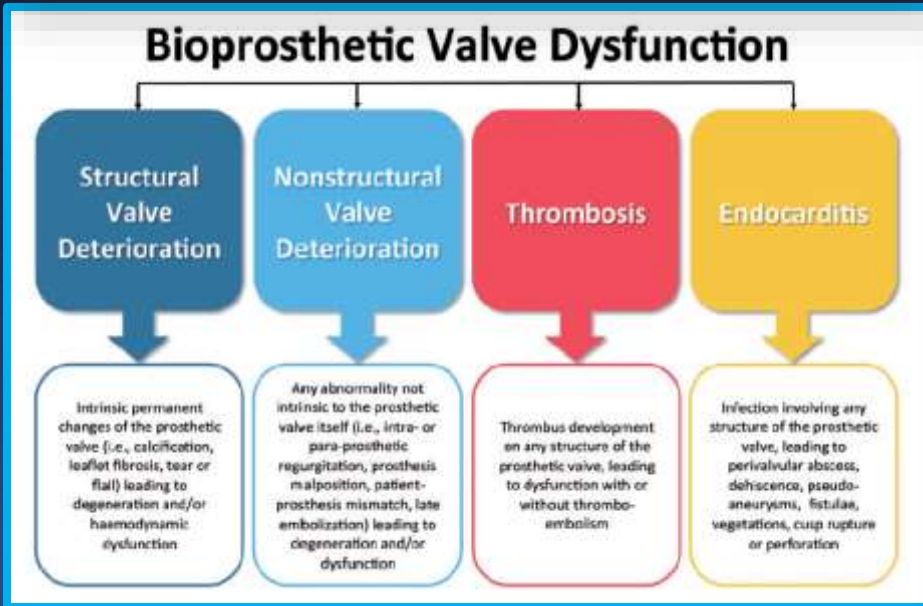 Bioprosthetic Valve Dysfunction
Structural
Valve
Deterioration
Nonstructural
Valve
Deterioration
Thrombosis
Endocarditis
Intrinsic permanent
changes of the prosthetic
valve (i.e., calcification,
leaflet fibrosis, tear or
flail) leading to
degeneration and/or
haemodynamic
dysfunction
Any abnormality not
intrinsic to the prosthetic
valve itself (i.e., intra- or
para-prosthetic
regurgitation, prosthesis
malposition, patient-
prosthesis mismatch, late
embolization) leading to
degeneration and/or
dysfunction
Thrombus development
on any structure of the
prosthetic valve, leading
to dysfunction with or
without thrombo-
embolism
Infection involving any
structure of the prosthetic
valve, leading to
perivalvular abscess,
dehiscence, pseudo-
aneurysms, fistulae,
vegetations, cusp rupture
or perforation